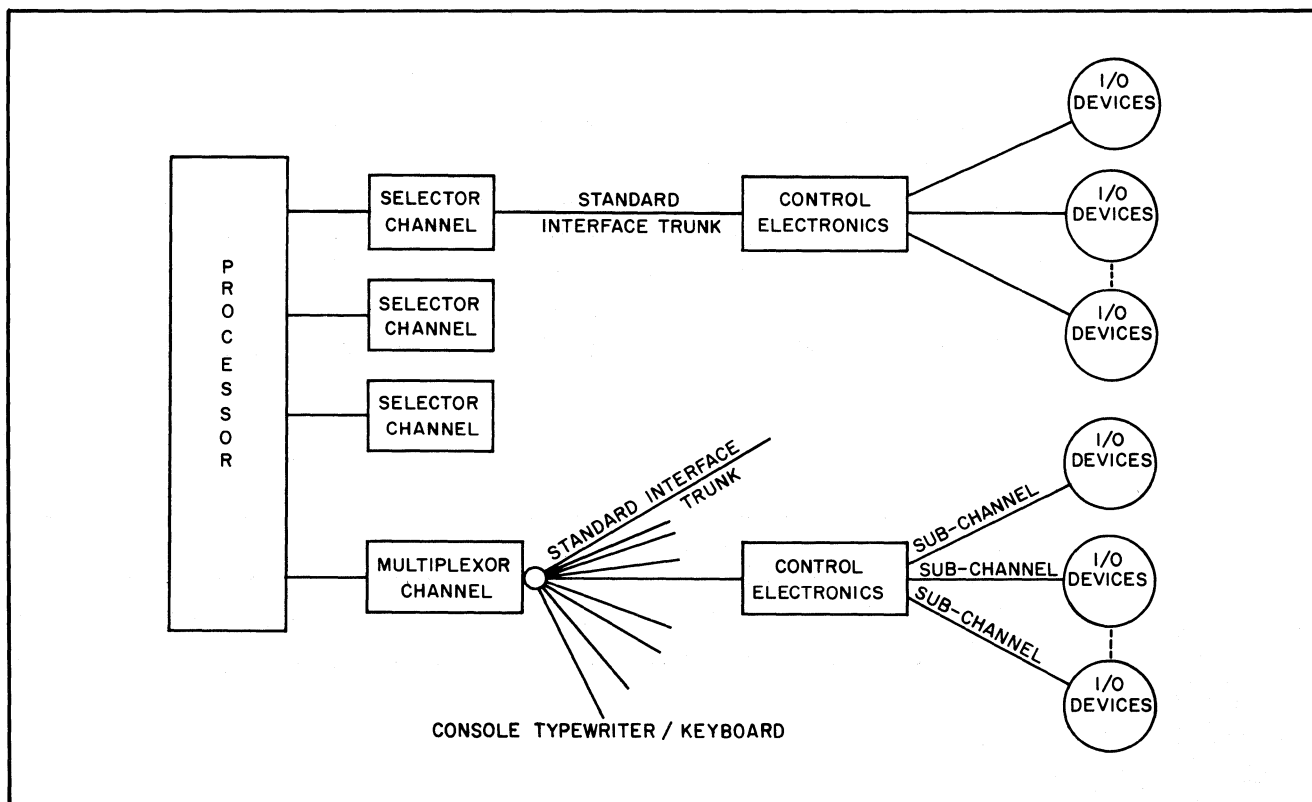 PROCESSOR
SELECTOR
CHANNEL
STANDARD
INTERFACE TRUNK
CONTROL
ELECTRONICS
I/O
DEVICES
I/O
DEVICES
I/O
DEVICES
SELECTOR
CHANNEL
SELECTOR
CHANNEL
MULTIPLEXOR
CHANNEL
STANDARD INTERFACE
TRUNK
CONTROL
ELECTRONICS
SUB-CHANNEL
SUB-CHANNEL
SUB-CHANNEL
I/O
DEVICES
I/O
DEVICES
I/O
DEVICES
CONSOLE TYPEWRITER / KEYBOARD